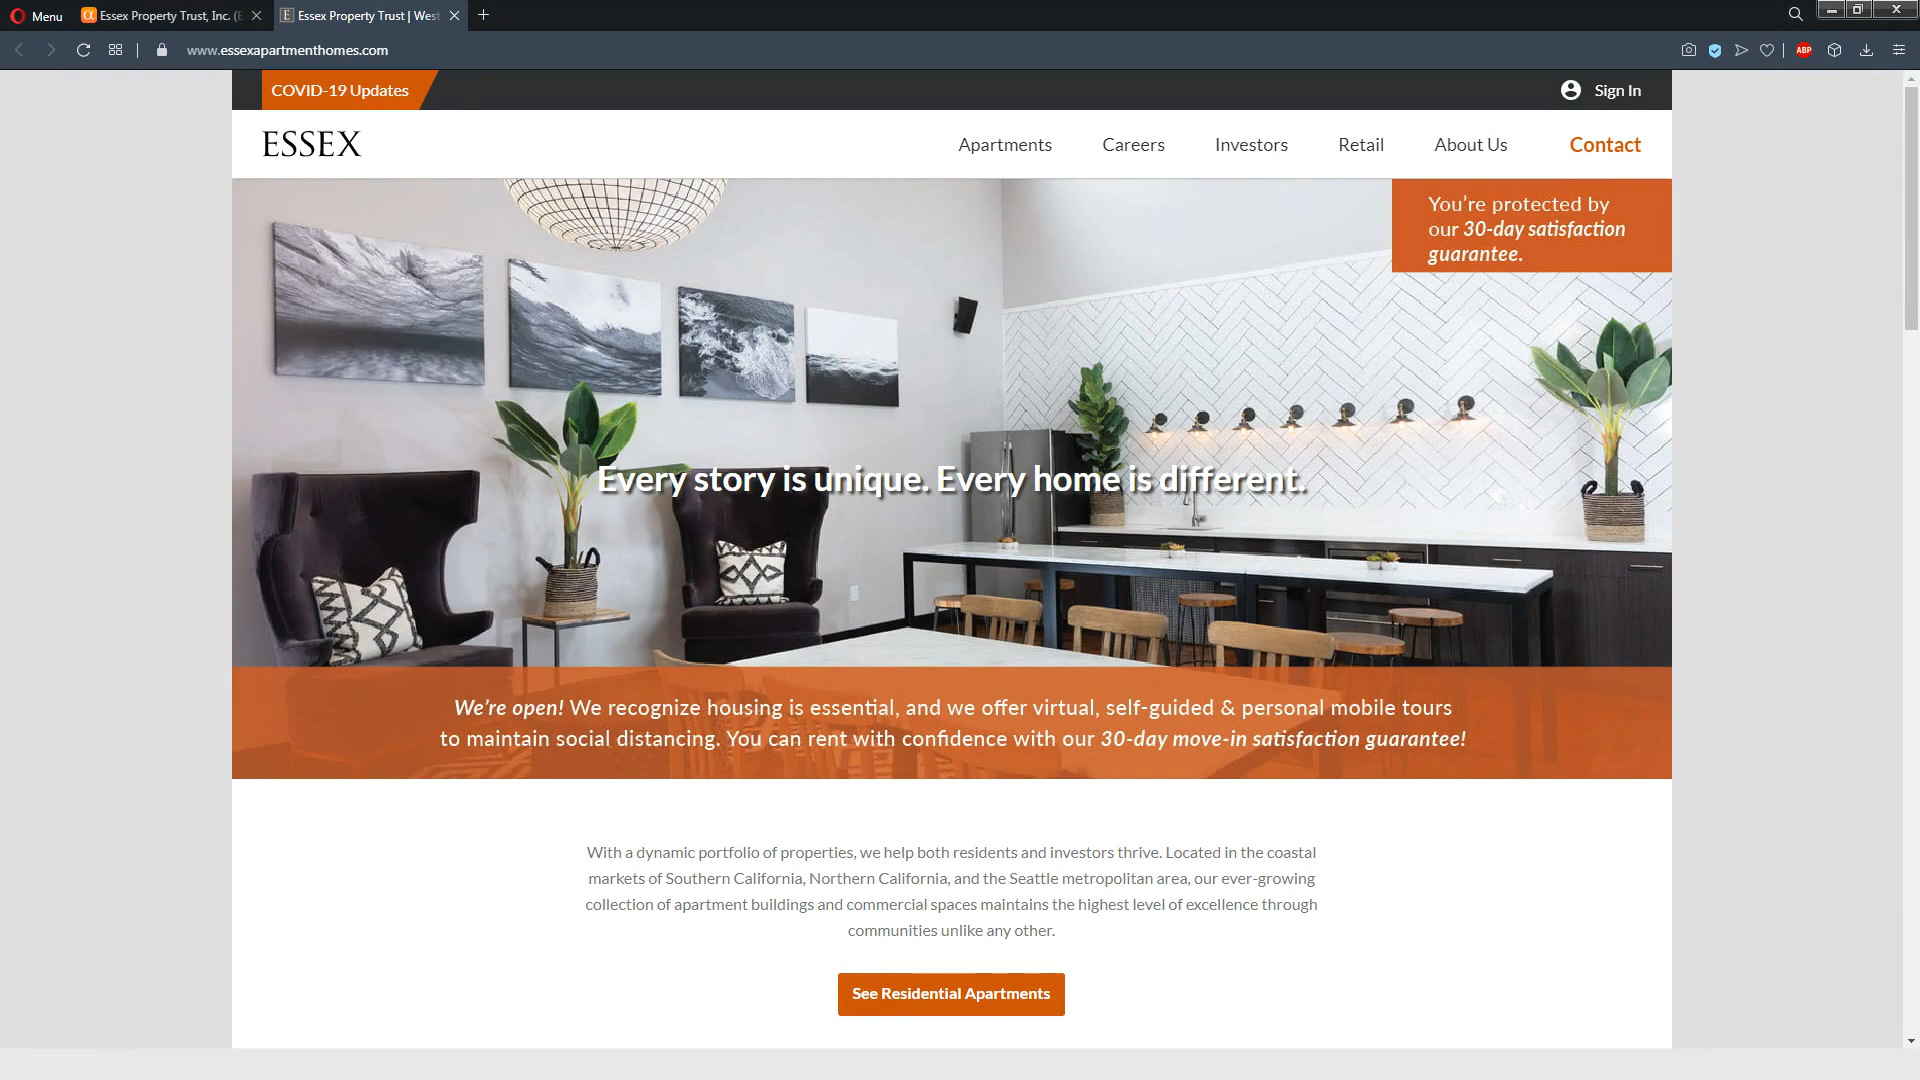 Menu
Essex Property Trust, Inc. (E
Essex Property Trust | West
www.essexapartmenthomes.com
ABP
COVID-19 Updates
Sign In
ESSEX
Apartments
Careers
Investors
Retail
About Us
Contact
You're protected by
our 30-day satisfaction
guarantee.
Every story is unique. Every home is different.
We're open! We recognize housing is essential, and we offer virtual, self-guided & personal mobile tours
to maintain social distancing. You can rent with confidence with our 30-day move-in satisfaction guarantee!
With a dynamic portfolio of properties, we help both residents and investors thrive. Located in the coastal
markets of Southern California, Northern California, and the Seattle metropolitan area, our ever-growing
collection of apartment buildings and commercial spaces maintains the highest level of excellence through
communities unlike any other.
See Residential Apartments